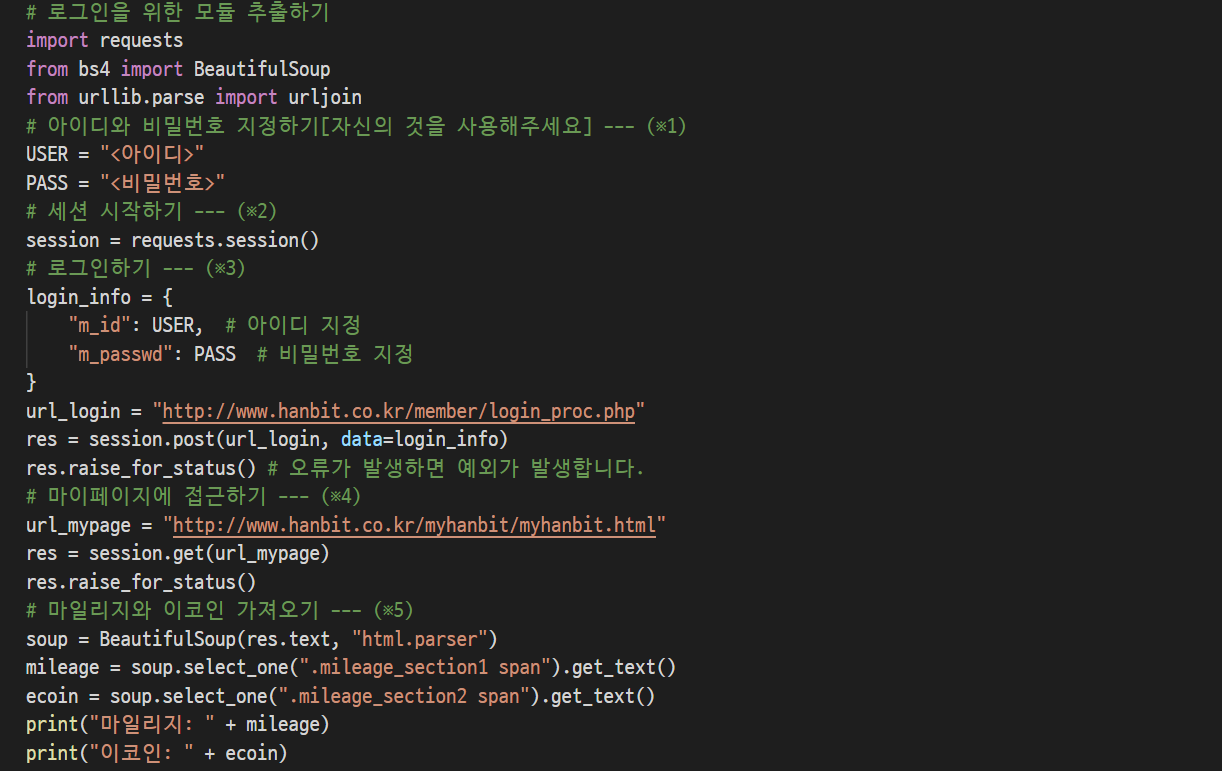 # 로그인을 위한 모듈 추출하기
import requests
from bs4 import BeautifulSoup
from urllib.parse import urljoin
# 아이디와 비밀번호 지정하기[자신의 것을 사용해주세요] --- (※1)
USER = "<아이디>"
PASS = "<비밀번호>"
# 세션 시작하기 --- (※2)
session = requests.session()
# 로그인하기 --- (※3)
login_info = {
    "m_id": USER,  # 아이디 지정
    "m_passwd": PASS  # 비밀번호 지정
}
url_login = "http://www.hanbit.co.kr/member/login_proc.php"
res = session.post(url_login, data=login_info)
res.raise_for_status() # 오류가 발생하면 예외가 발생합니다.
# 마이페이지에 접근하기 --- (※4)
url_mypage = "http://www.hanbit.co.kr/myhanbit/myhanbit.html"
res = session.get(url_mypage)
res.raise_for_status()
# 마일리지와 이코인 가져오기 --- (※5)
soup = BeautifulSoup(res.text, "html.parser")
mileage = soup.select_one(".mileage_section1 span").get_text()
ecoin = soup.select_one(".mileage_section2 span").get_text()
print("마일리지: " + mileage)
print("이코인: " + ecoin)